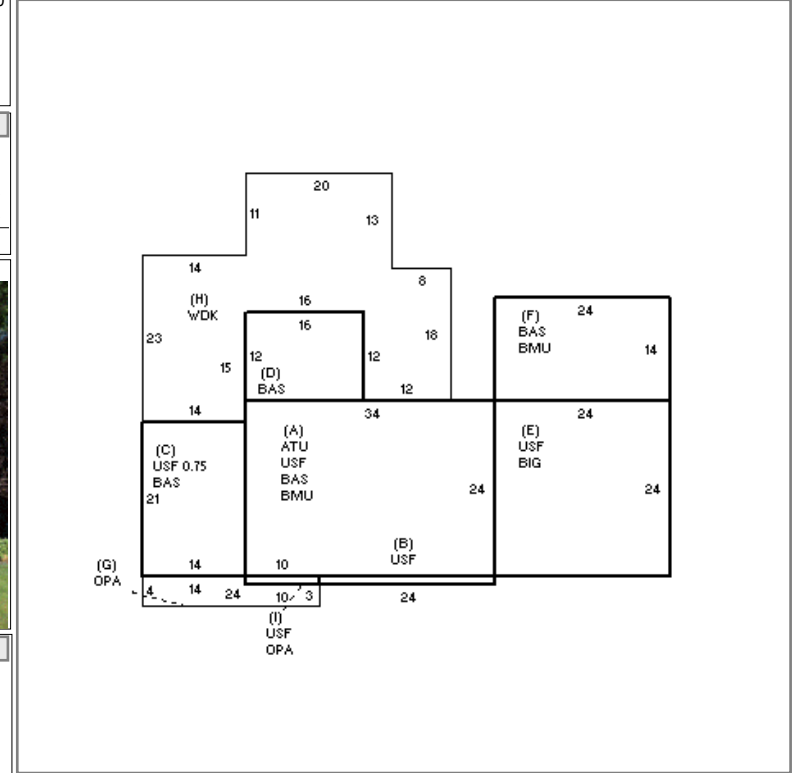 20
11
13
14
8
(H)
WDK
16
16
(F)
BAS
BMU
24
23
18
14
15
12
(D)
BAS
12
12
14
34
24
(C)
USF 0.75
BAS
21
(A)
ATU
USF
BAS
BMU
(E)
USF
BIG
24
24
(B)
USF
(G)
OPA
14
10
4
14
24
10
3
24
(I)
USF
OPA